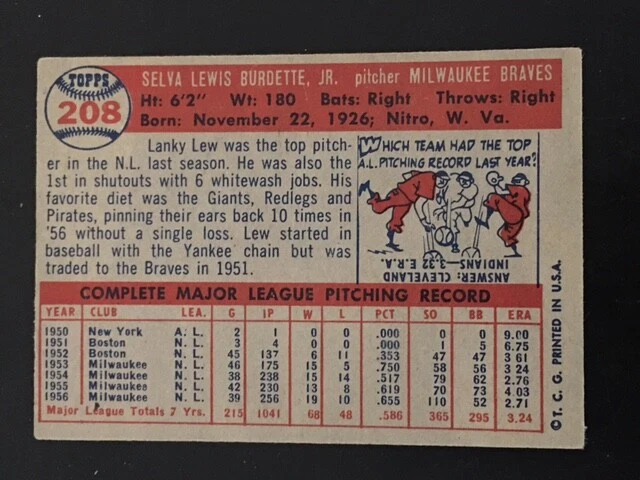 TOPPS
208
SELVA LEWIS BURDETTE, JR. pitcher MILWAUKEE BRAVES
Ht: 6'2" Wt: 180 Bats: Right Throws: Right
Born: November 22, 1926; Nitro, W. Va.
Lanky Lew was the top pitch-
er in the N.L. last season. He was also the
1st in shutouts with 6 whitewash jobs. His
favorite diet was the Giants, Redlegs and
Pirates, pinning their ears back 10 times in
'56 without a single loss. Lew started in
baseball with the Yankee chain but was
traded to the Braves in 1951.
WHICH TEAM HAD THE TOP
A.L. PITCHING RECORD LAST YEAR?
ANSWER: CLEVELAND
INDIANS—3.32 E.R.A.
COMPLETE MAJOR LEAGUE PITCHING RECORD
YEAR CLUB LEA. G IP W L PCT SO BB ERA
1950 New York A. L. 2 1 0 0 .000 0 0 9.00
1951 Boston N. L. 3 4 0 0 .000 1 5 6.75
1952 Boston N. L. 45 137 6 11 .353 47 47 3.61
1953 Milwaukee N. L. 46 175 15 5 .750 58 56 3.24
1954 Milwaukee N. L. 38 238 15 14 .517 79 62 2.76
1955 Milwaukee N. L. 42 230 13 8 .619 70 73 4.03
1956 Milwaukee N. L. 39 256 19 10 .655 110 52 2.71
Major League Totals 7 Yrs. 215 1041 68 48 .586 365 295 3.24
© T. C. G. PRINTED IN U.S.A.